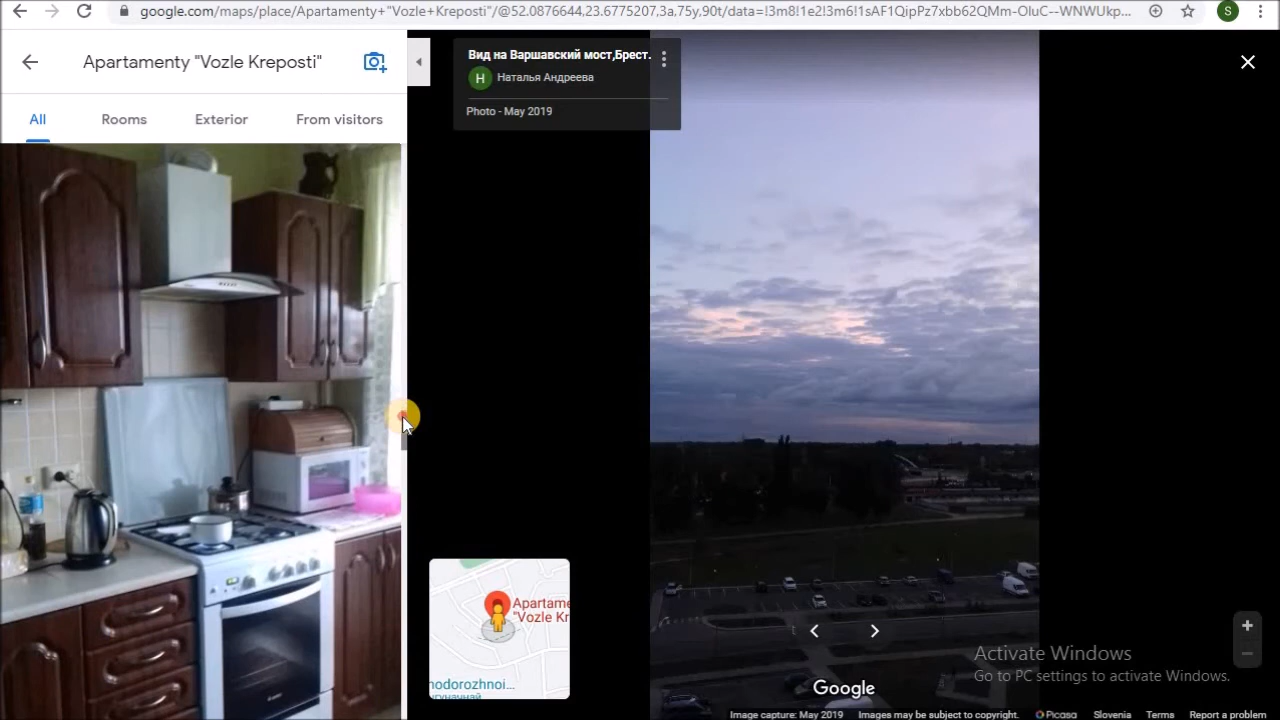 google.com/maps/place/Apartamenty+"Vozle+Kreposti"/@52.0876644,23.6775207,3a,75y,90t/data=!3m8!1e2!3m6!1sAF1QipPz7xbb62QMm-OluC--WNWUkp...
S
Apartamenty "Vozle Kreposti"
All
Rooms
Exterior
From visitors
Вид на Варшавский мост,Брест.
Н
Наталья Андреева
Photo - May 2019
Apartame
"Vozle Kr
nodorozhnoi...
Google
Activate Windows
Go to PC settings to activate Windows.
Image capture: May 2019
Images may be subject to copyright.
Picasa
Slovenia
Terms
Report a problem